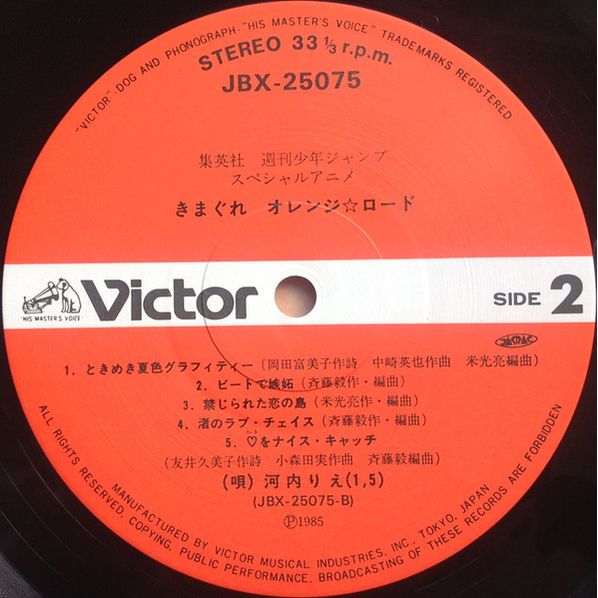 "VICTOR"·DOG AND PHONOGRAPH·"HIS MASTER'S VOICE" TRADEMARKS REGISTERED
STEREO 33 1/3 r.p.m.
JBX-25075
集英社 週刊少年ジャンプ
スペシャルアニメ
きまぐれ オレンジ☆ロード
"HIS MASTER'S VOICE"
Victor
SIDE 2
JASRAC
1. ときめき夏色グラフィティー(岡田富美子作詩 中崎英也作曲 米光亮編曲)
2. ビートで嫉妬(斉藤毅作・編曲)
3. 禁じられた恋の島(米光亮作・編曲)
4. 渚のラブ・チェイス(斉藤毅作・編曲)
ハート
5. ♡をナイス・キャッチ
(友井久美子作詩 小森田実作曲 斉藤毅編曲)
(唄) 河内りえ(1,5)
(JBX-25075-B)
Ⓟ1985
ALL RIGHTS RESERVED. COPYING, PUBLIC PERFORMANCE, BROADCASTING OF THESE RECORDS ARE FORBIDDEN
MANUFACTURED BY VICTOR MUSICAL INDUSTRIES, INC., TOKYO, JAPAN